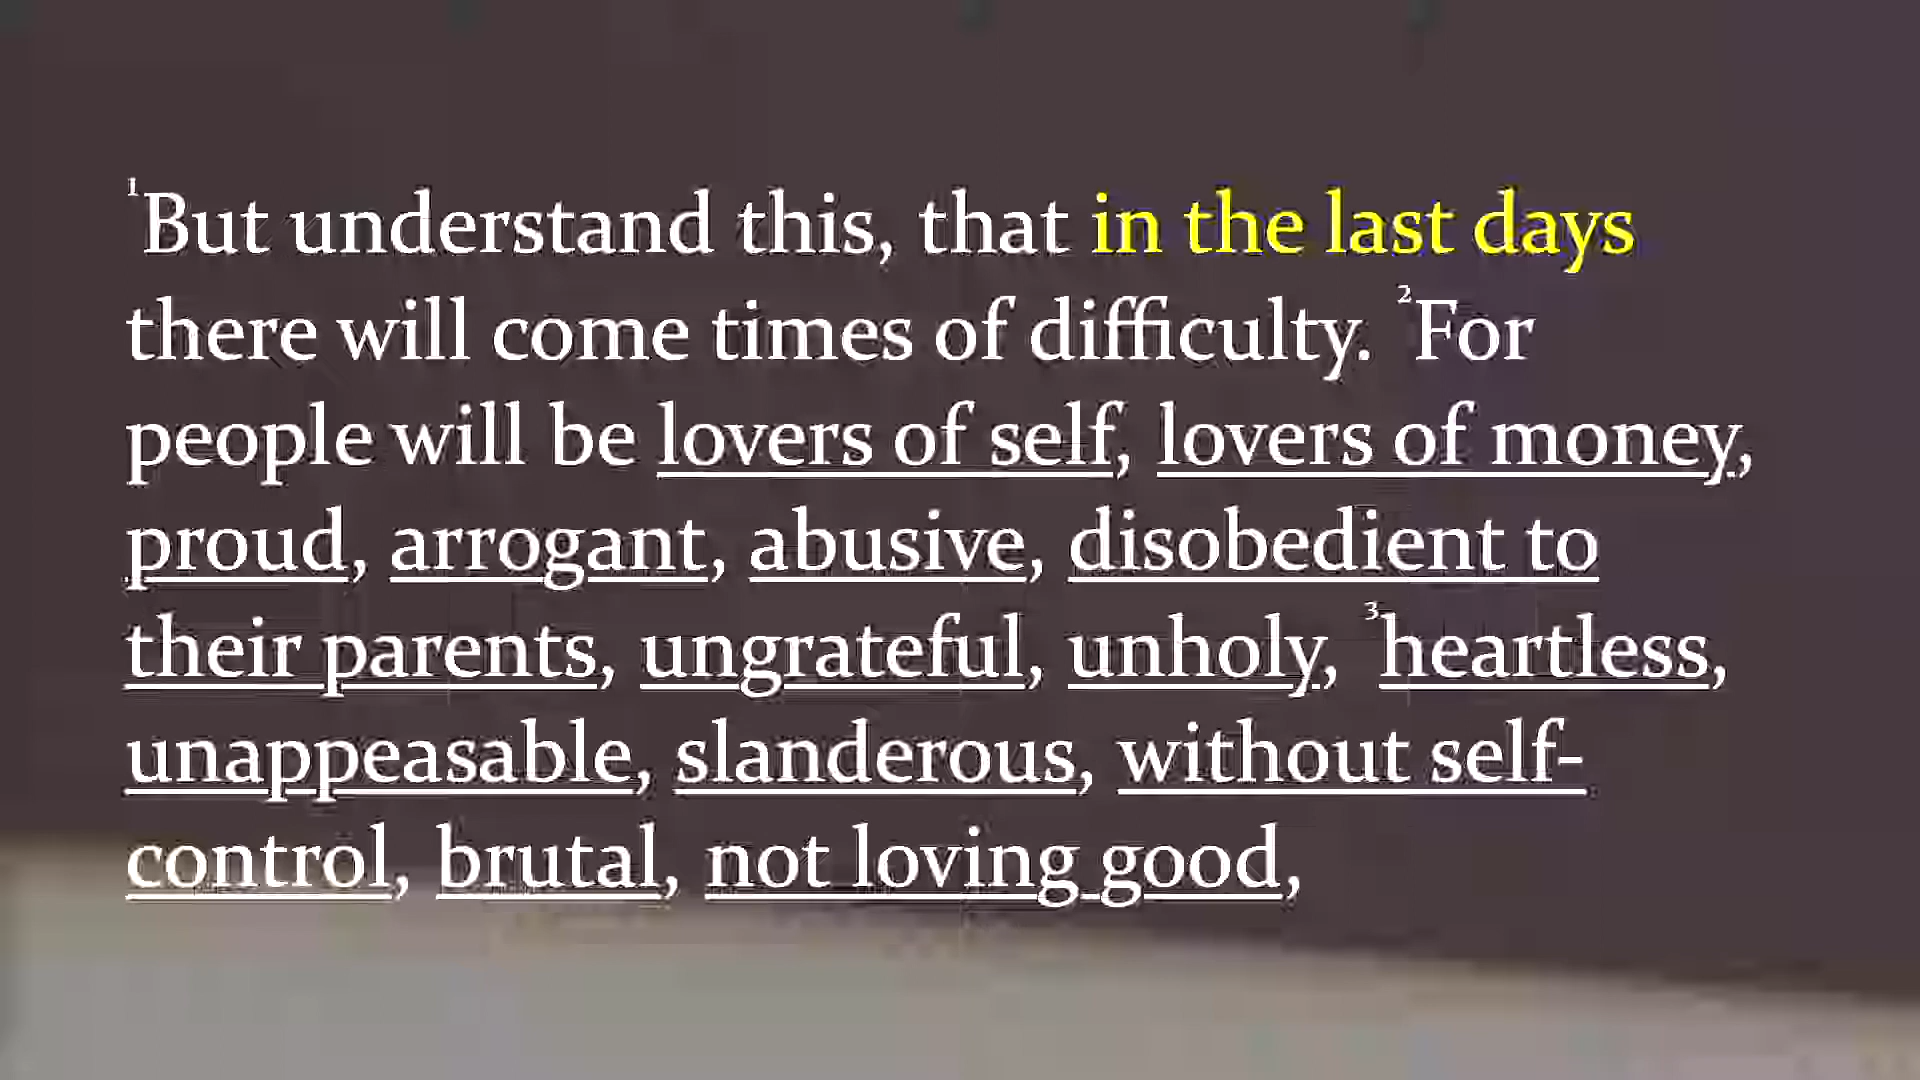 ¹But understand this, that in the last days
there will come times of difficulty. ²For
people will be lovers of self, lovers of money,
proud, arrogant, abusive, disobedient to
their parents, ungrateful, unholy, ³heartless,
unappeasable, slanderous, without self-
control, brutal, not loving good,